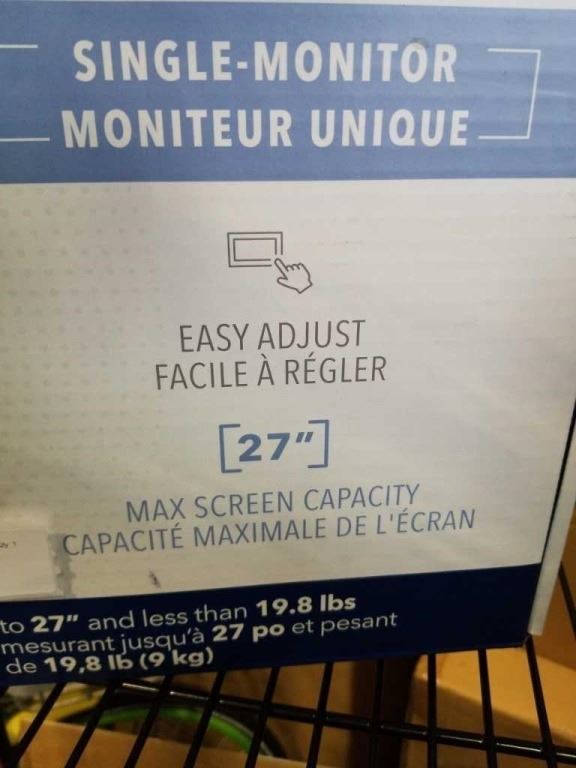 SINGLE-MONITOR
MONITEUR UNIQUE
EASY ADJUST
FACILE À RÉGLER
[27"]
MAX SCREEN CAPACITY
CAPACITÉ MAXIMALE DE L'ÉCRAN
to 27" and less than 19.8 lbs
mesurant jusqu'à 27 po et pesant
de 19,8 lb (9 kg)